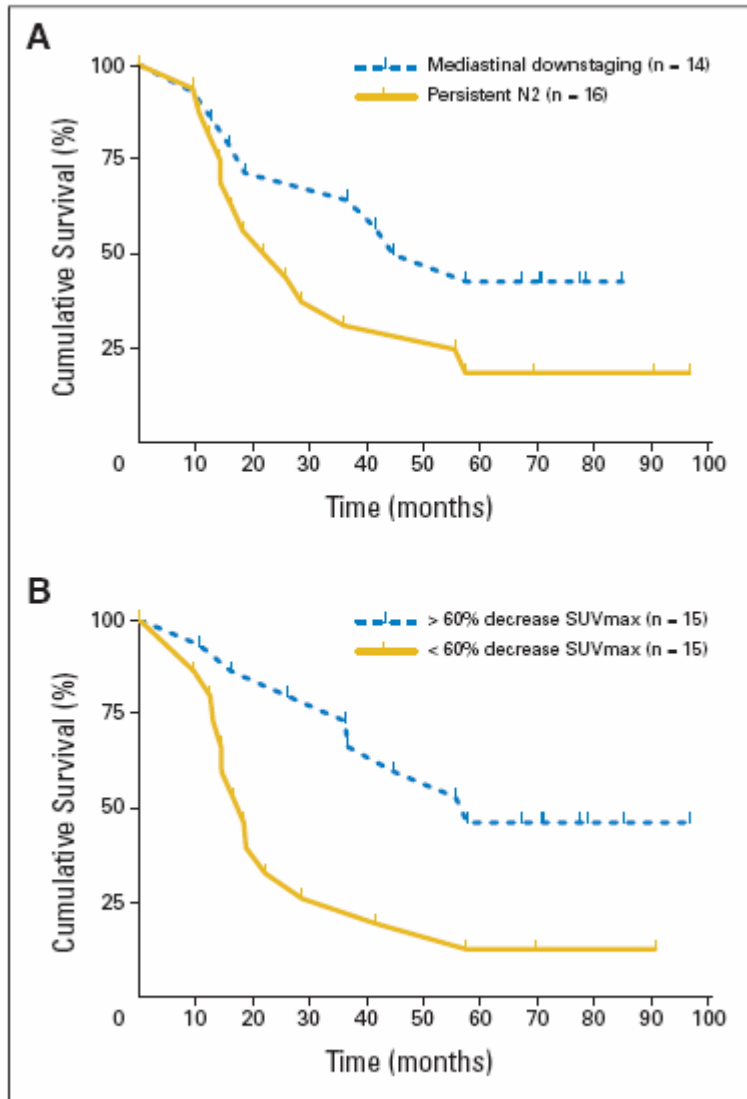 A
Mediastinal downstaging (n – 14)
Persistent N2 (n – 16)
Cumulative Survival (%)
100
75
50
25
0 10 20 30 40 50 60 70 80 90 100
Time (months)
B
> 60% decrease SUVmax (n – 15)
< 60% decrease SUVmax (n – 15)
Cumulative Survival (%)
100
75
50
25
0 10 20 30 40 50 60 70 80 90 100
Time (months)